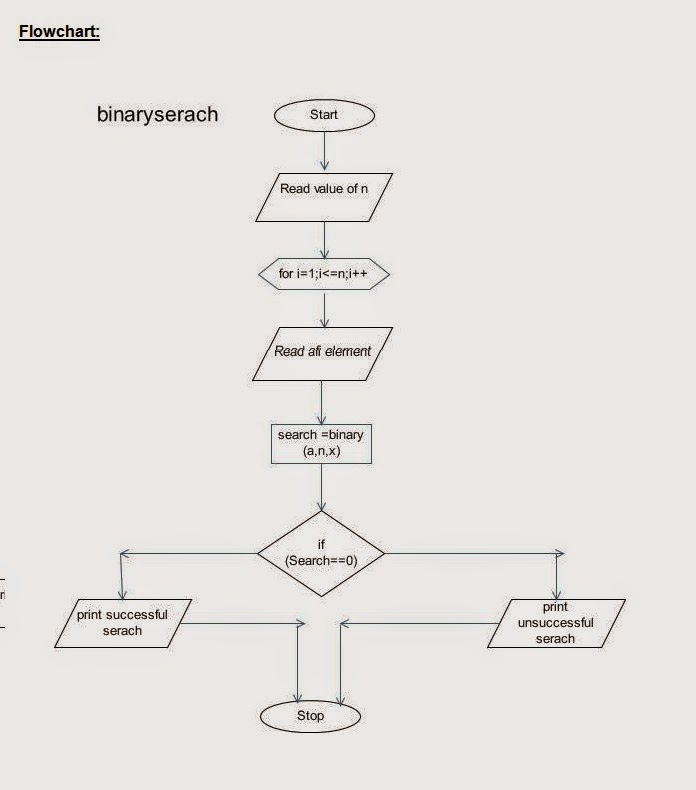 Flowchart:
binaryserach
Start
Read value of n
for i=1;i<=n;i++
Read afi element
search =binary
(a,n,x)
if
(Search==0)
print successful
serach
print
unsuccessful
serach
Stop